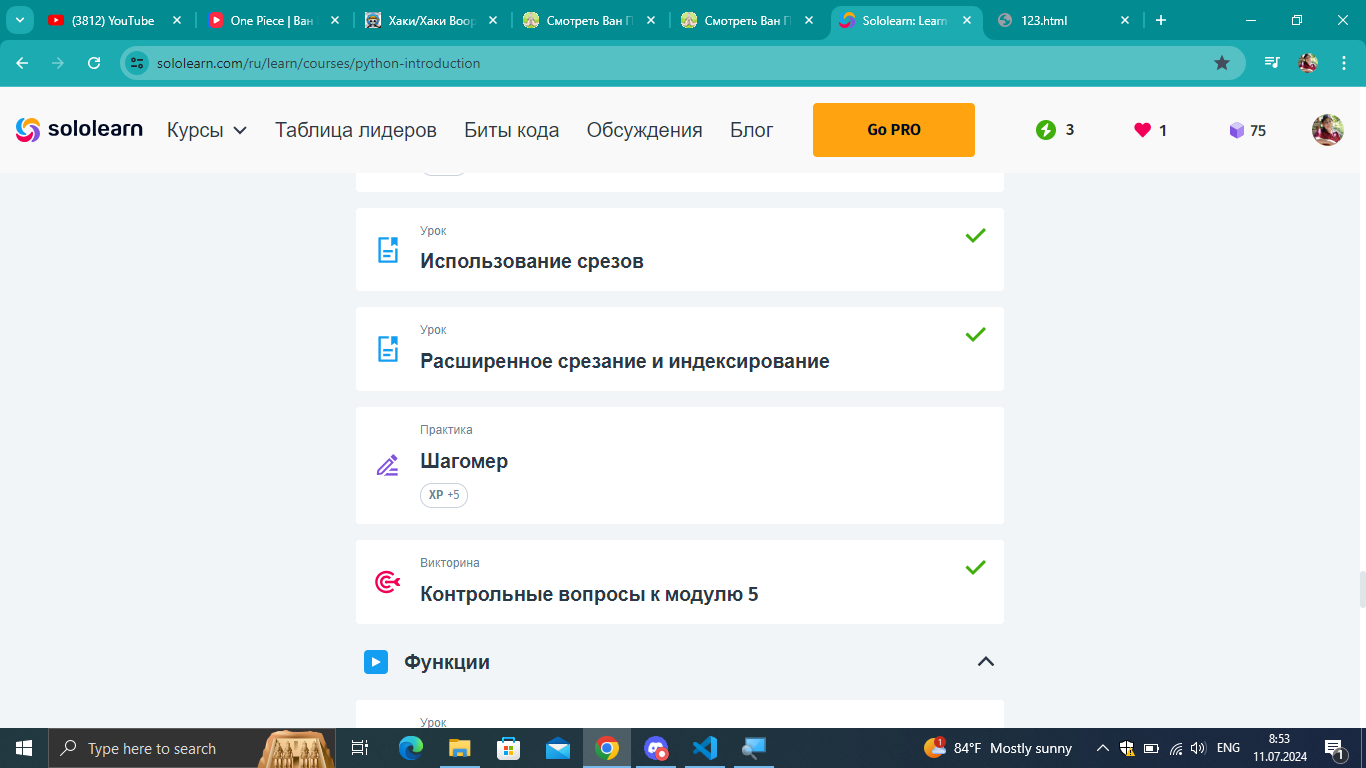 (3812) YouTube
One Piece | Ван
Хаки/Хаки Воор
Смотреть Ван П
Смотреть Ван П
Sololearn: Learn
123.html
sololearn.com/ru/learn/courses/python-introduction
sololearn Курсы Таблица лидеров Биты кода Обсуждения Блог Go PRO 3 1 75
Урок
Использование срезов
Урок
Расширенное срезание и индексирование
Практика
Шагомер
XP +5
Викторина
Контрольные вопросы к модулю 5
Функции
Урок
Type here to search
1 84°F Mostly sunny
ENG
8:53
11.07.2024
1